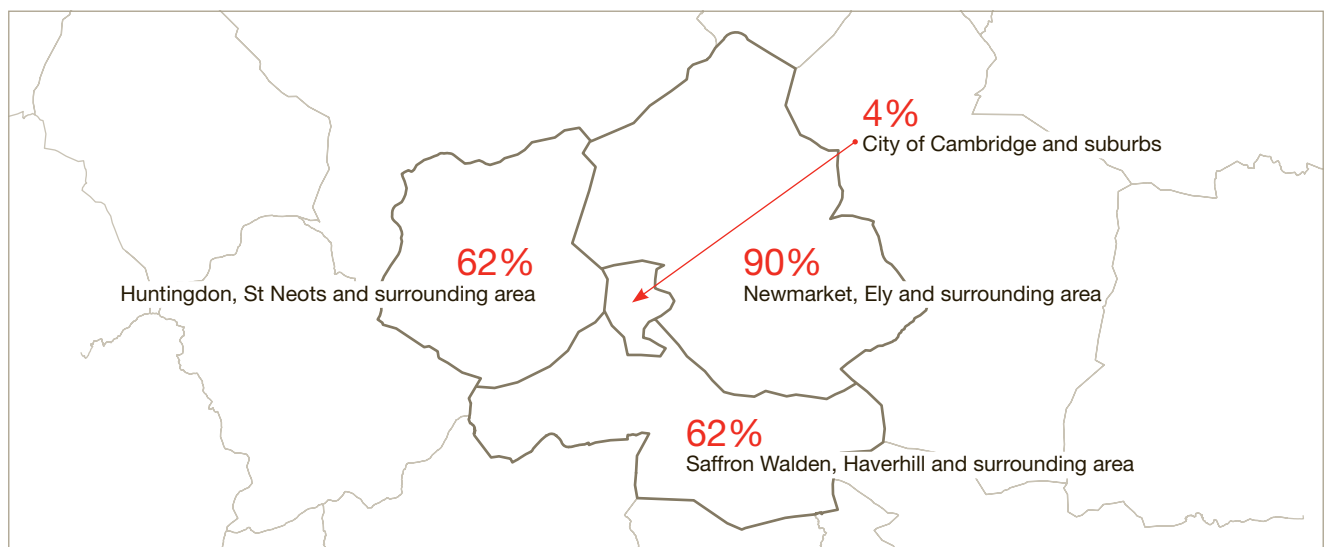 4%
City of Cambridge and suburbs
62%
Huntingdon, St Neots and surrounding area
90%
Newmarket, Ely and surrounding area
62%
Saffron Walden, Haverhill and surrounding area